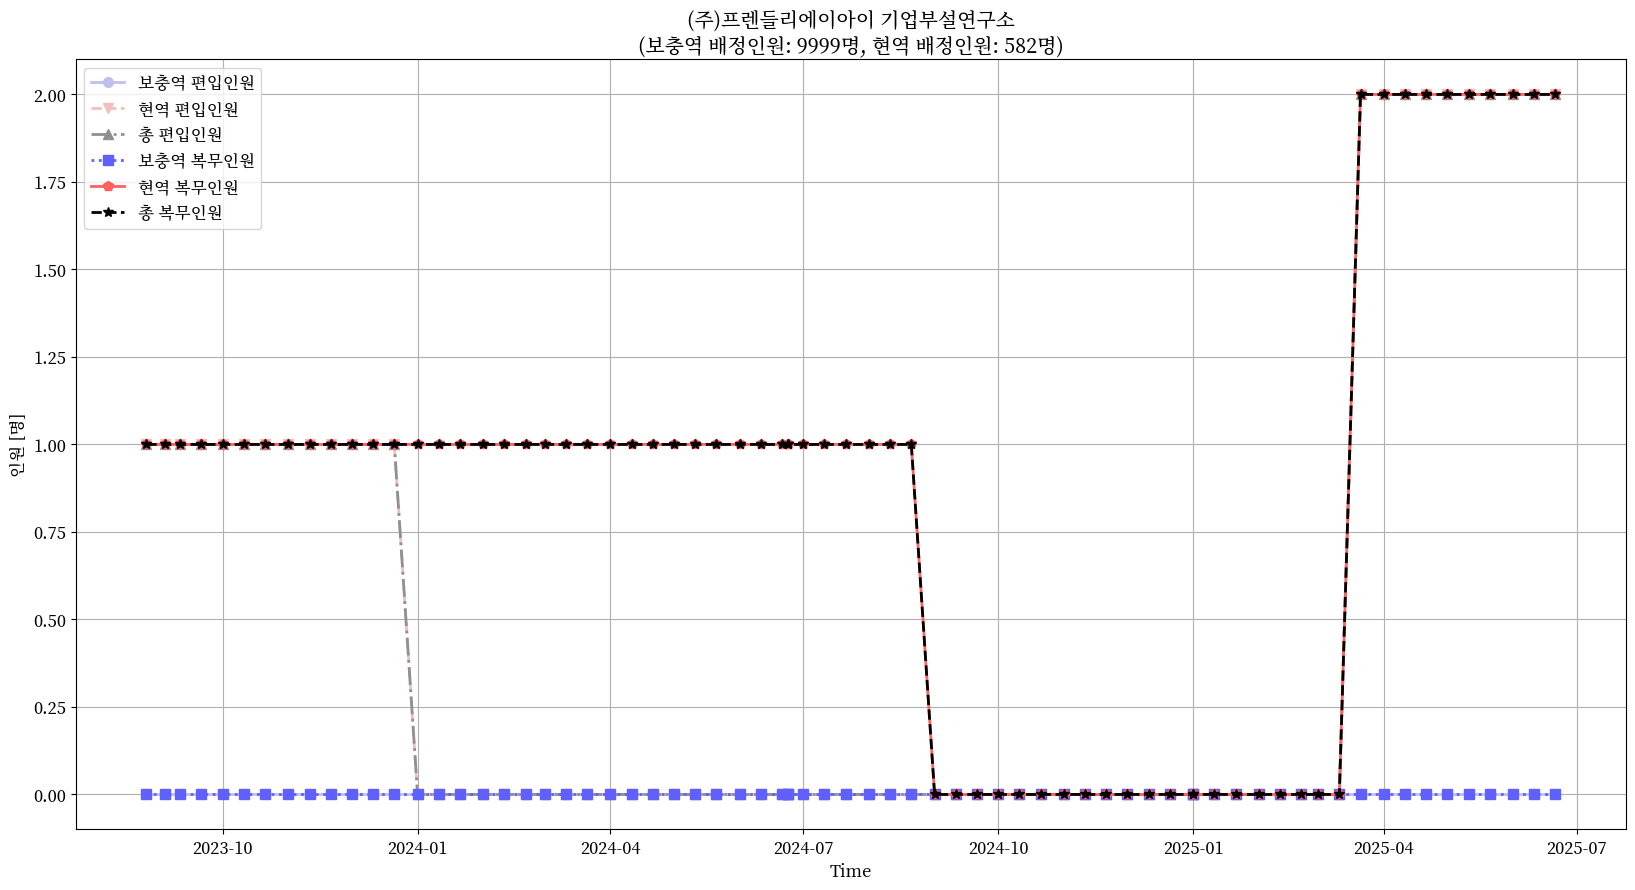 (주)프렌들리에이아이 기업부설연구소
(보충역 배정인원: 9999명, 현역 배정인원: 582명)
보충역 편입인원
현역 편입인원
총 편입인원
보충역 복무인원
현역 복무인원
총 복무인원
인원 [명]
2.00
1.75
1.50
1.25
1.00
0.75
0.50
0.25
0.00
2023-10
2024-01
2024-04
2024-07
2024-10
2025-01
2025-04
2025-07
Time